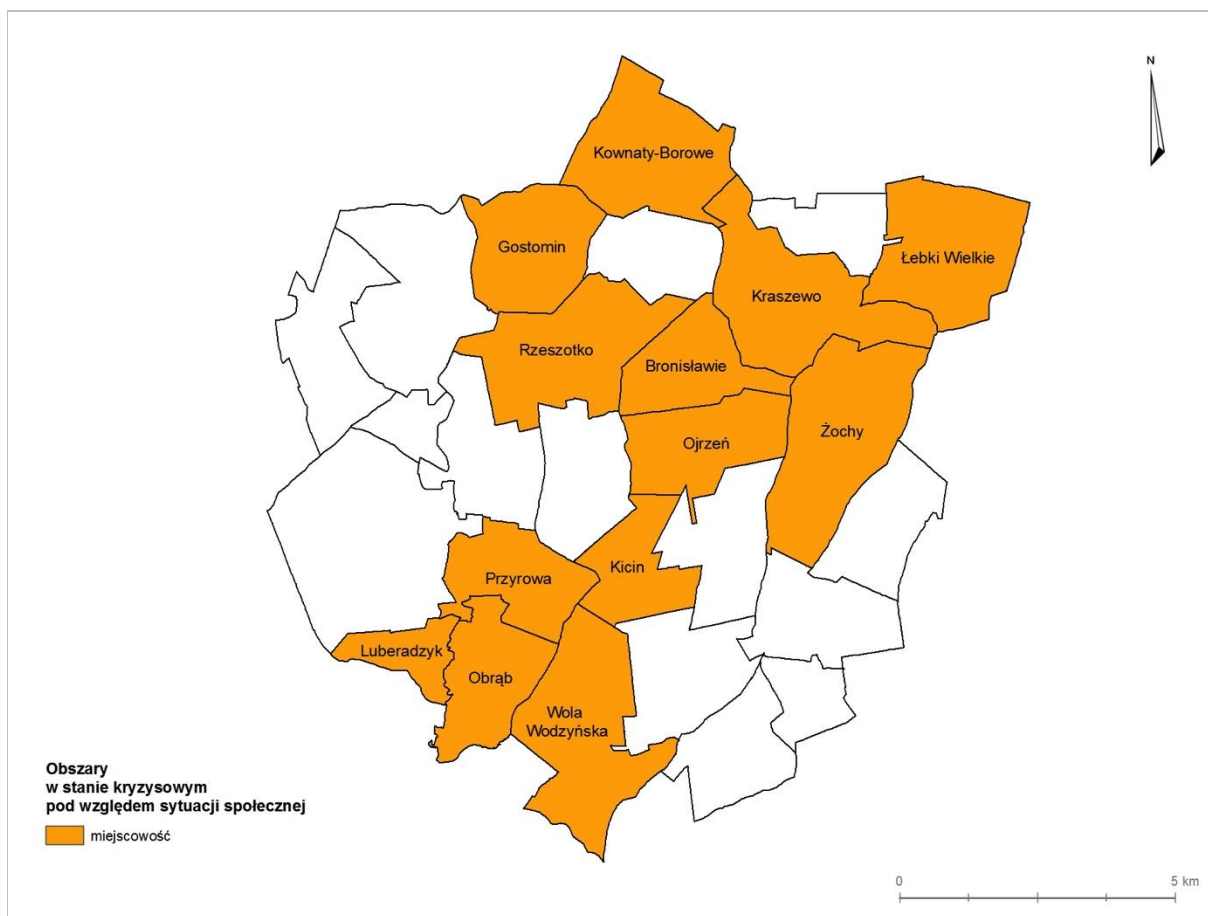 N
Kownaty-Borowe
Gostomin
Łebki Wielkie
Kraszewo
Rzeszotko
Bronisławie
Żochy
Ojrzeń
Kicin
Przyrowa
Luberadzyk
Obrąb
Wola
Wodzyńska
Obszary
w stanie kryzysowym
pod względem sytuacji społecznej
miejscowość
0
5 km